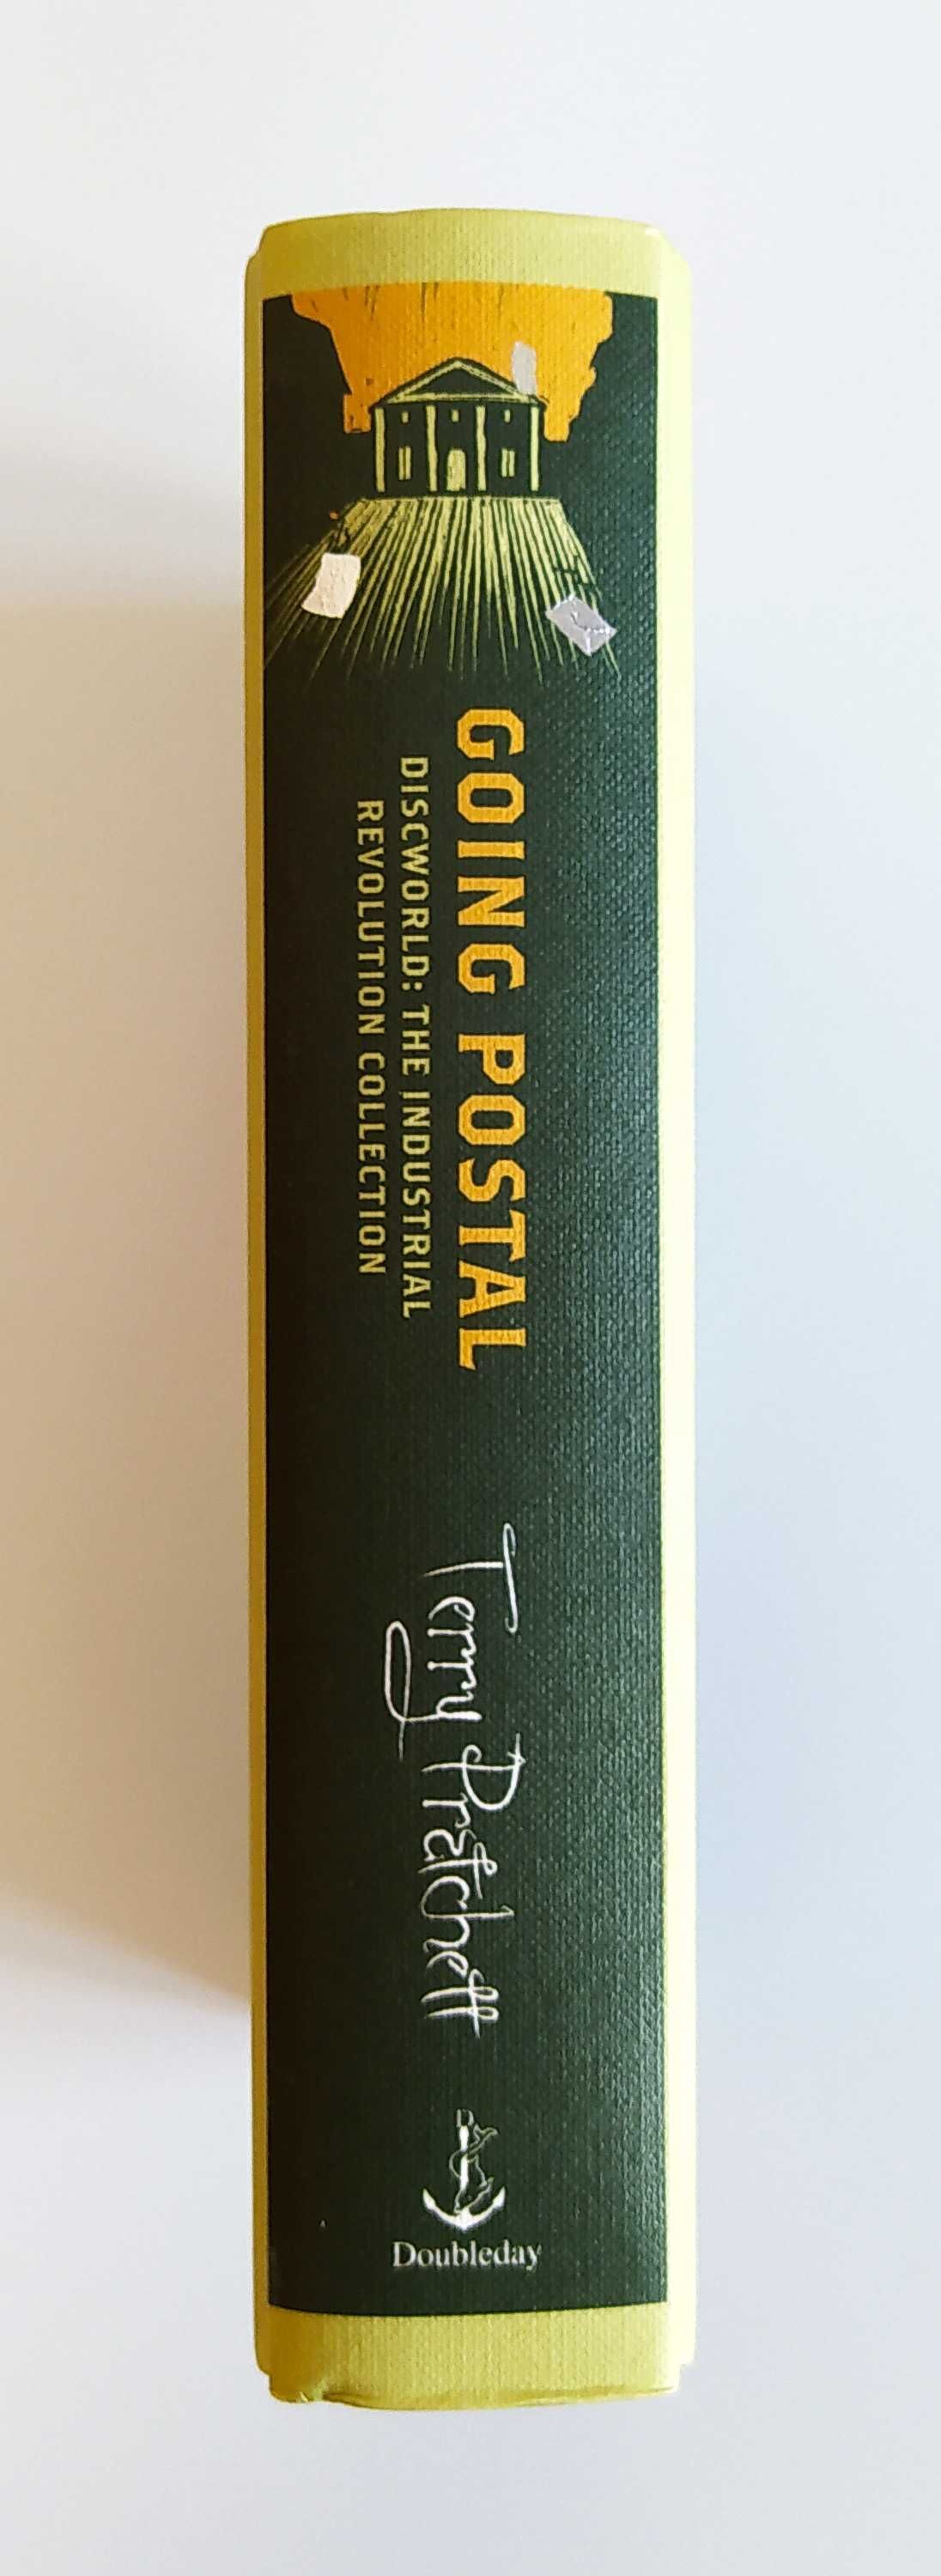 GOING POSTAL
DISCWORLD: THE INDUSTRIAL
REVOLUTION COLLECTION
Terry Pratchett
Doubleday